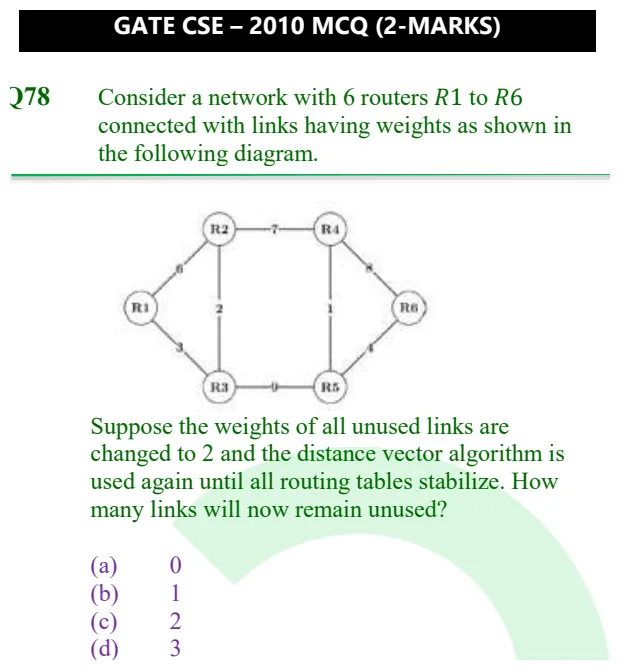 GATE CSE – 2010 MCQ (2-MARKS)
Q78 Consider a network with 6 routers R1 to R6
connected with links having weights as shown in
the following diagram.
R2 7 R4
6 8
R1 2 1 R6
3 4
R3 9 R5
Suppose the weights of all unused links are
changed to 2 and the distance vector algorithm is
used again until all routing tables stabilize. How
many links will now remain unused?
(a) 0
(b) 1
(c) 2
(d) 3